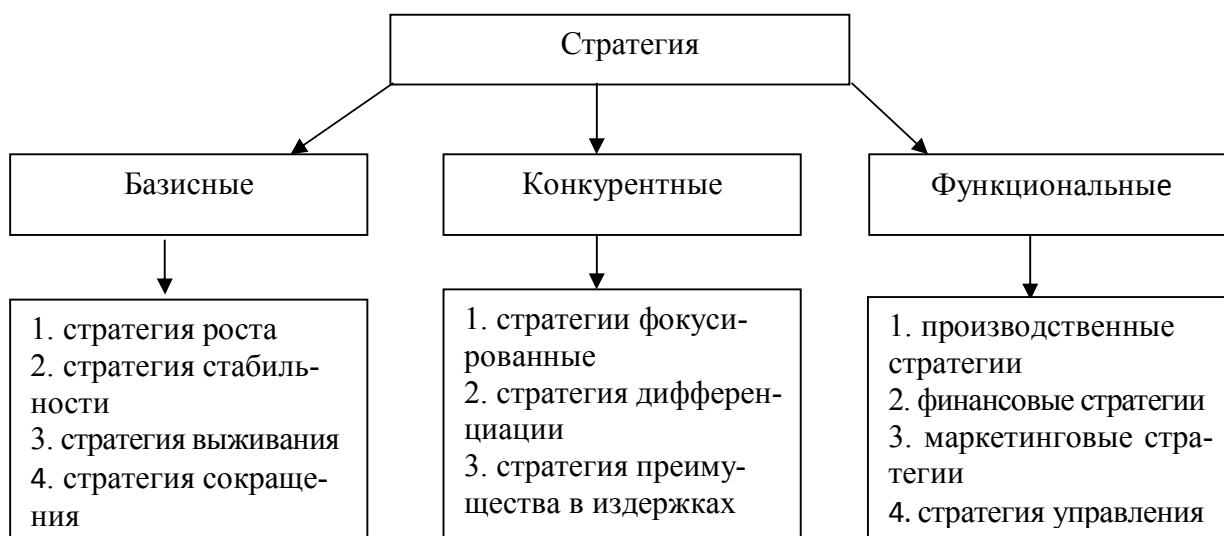 Стратегия
Базисные
Конкурентные
Функциональные
1. стратегия роста
2. стратегия стабиль-
ности
3. стратегия выживания
4. стратегия сокраще-
ния
1. стратегии фокуси-
рованные
2. стратегия дифферен-
циации
3. стратегия преиму-
щества в издержках
1. производственные
стратегии
2. финансовые стратегии
3. маркетинговые стра-
тегии
4. стратегия управления